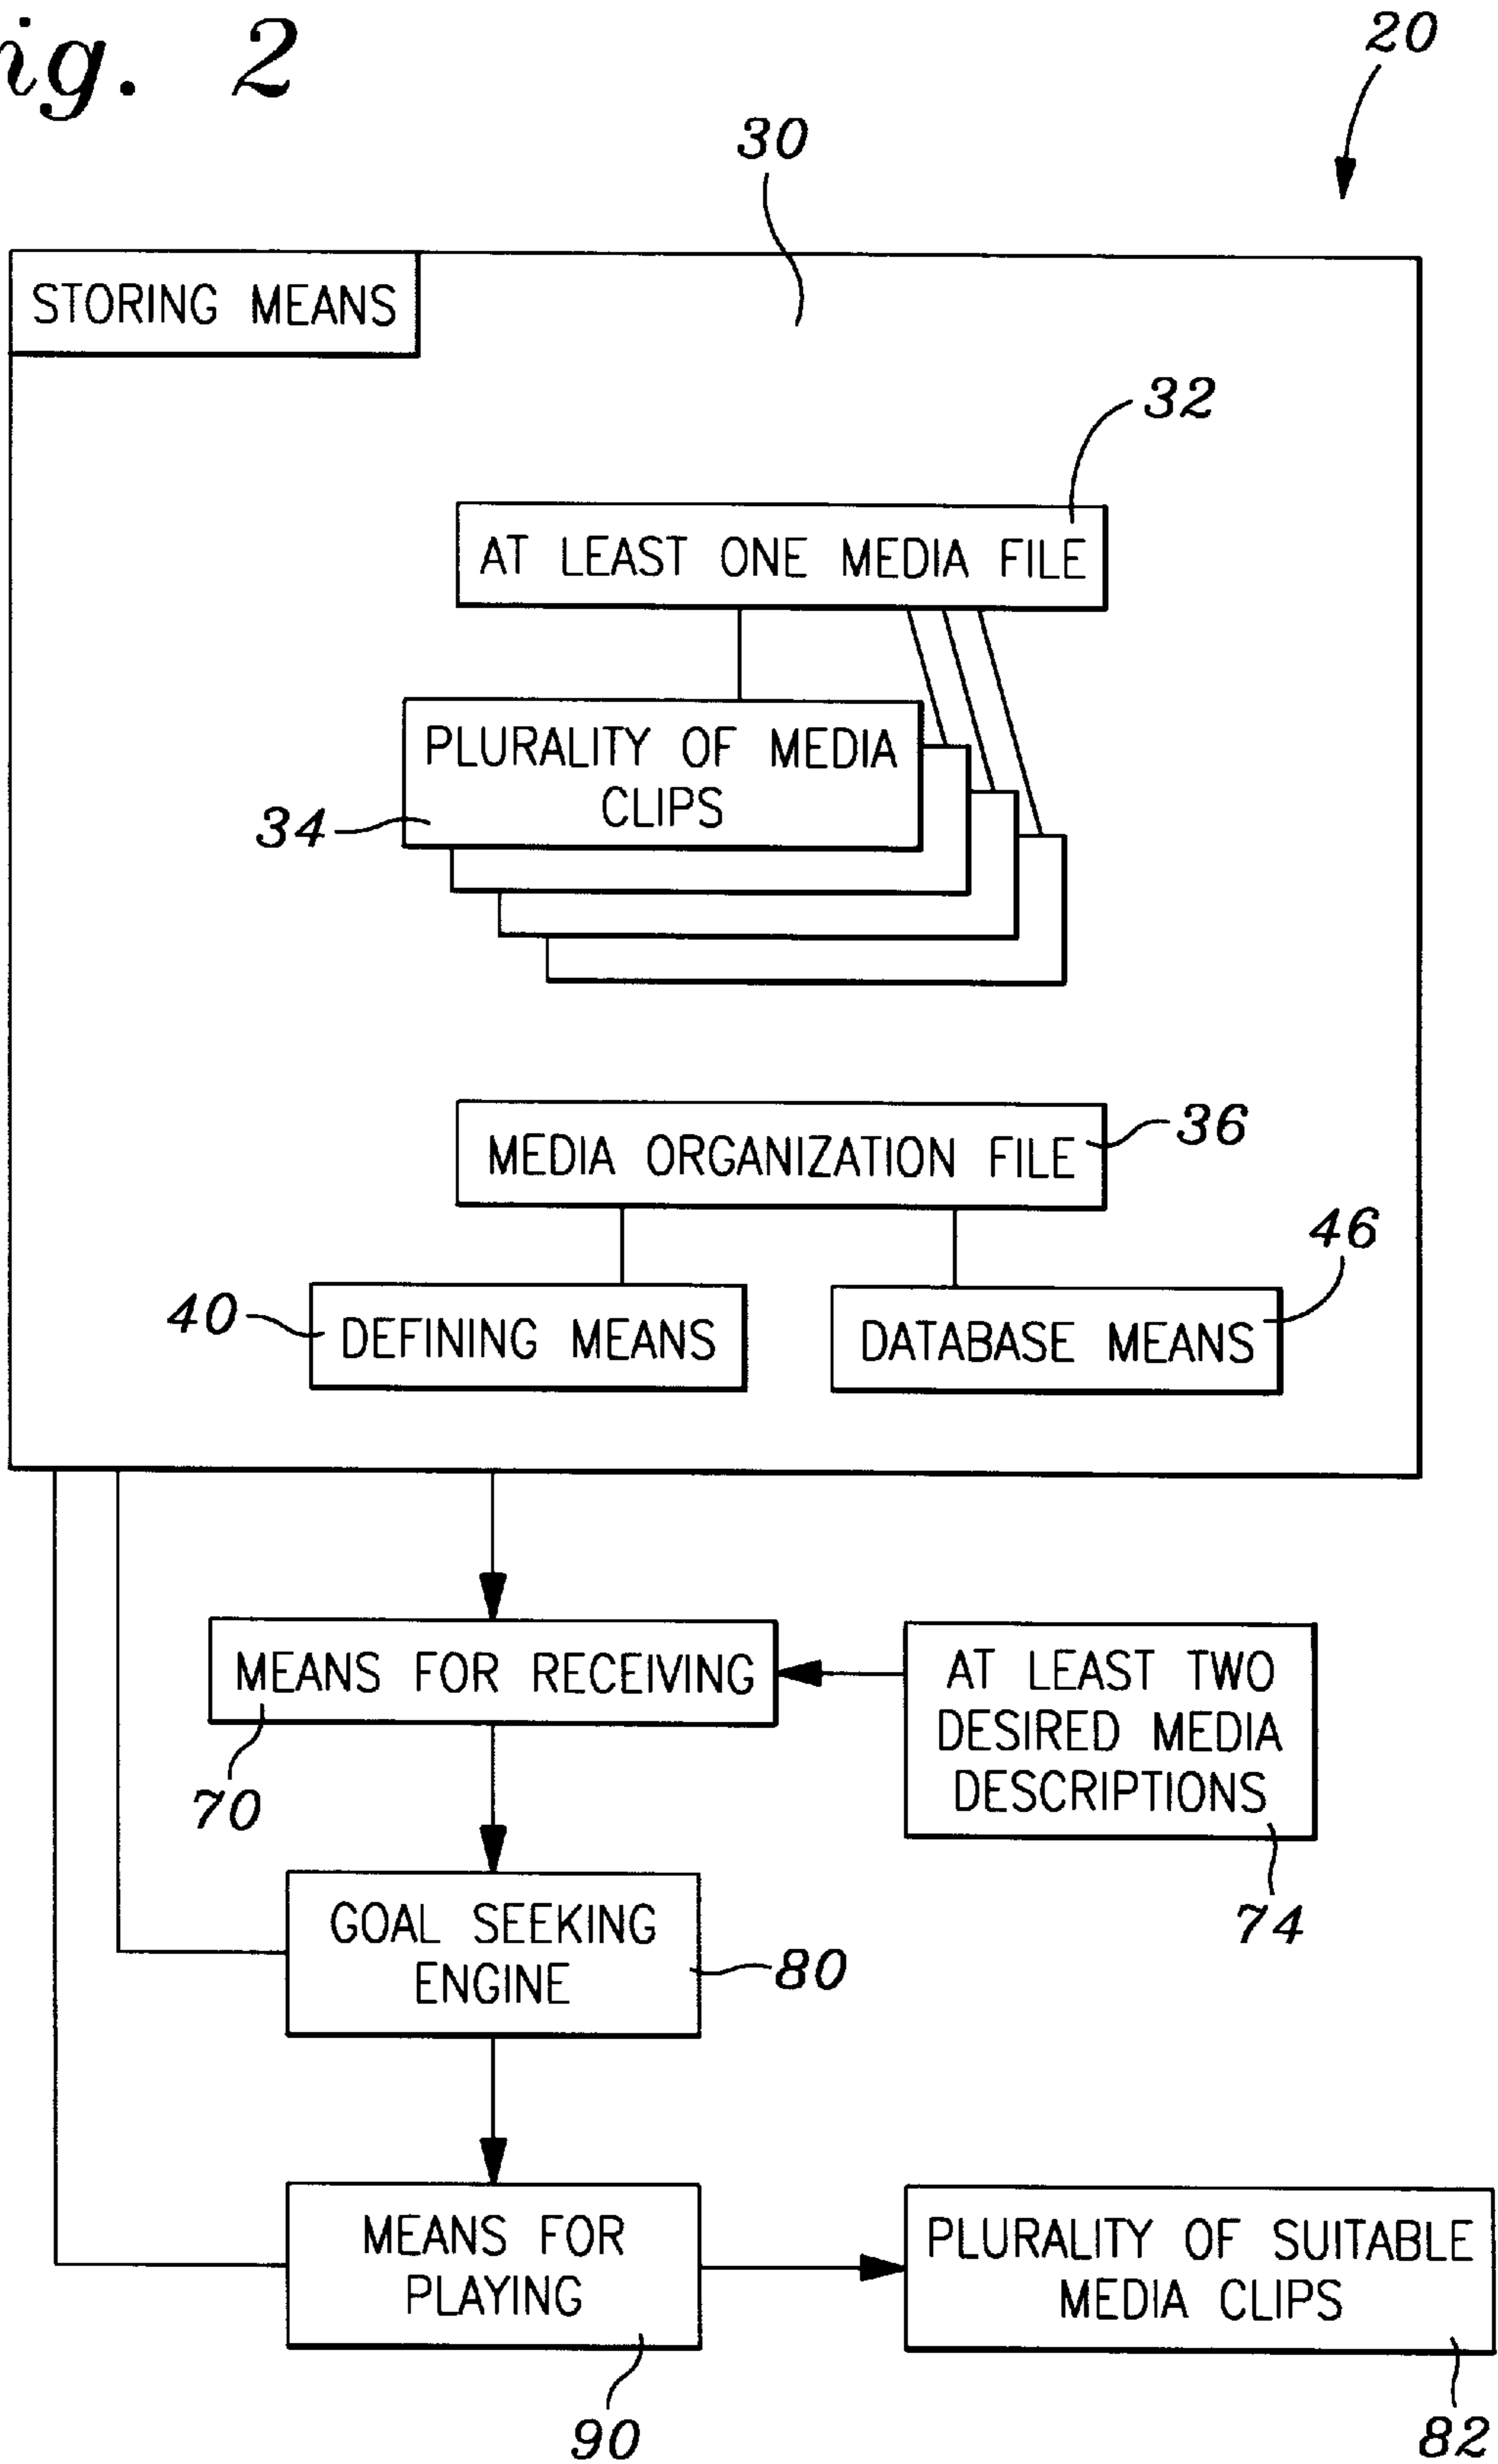 ig. 2
20
30
STORING MEANS
32
AT LEAST ONE MEDIA FILE
PLURALITY OF MEDIA
CLIPS
34
MEDIA ORGANIZATION FILE
36
46
40
DEFINING MEANS
DATABASE MEANS
MEANS FOR RECEIVING
70
AT LEAST TWO
DESIRED MEDIA
DESCRIPTIONS
74
GOAL SEEKING
ENGINE
80
MEANS FOR
PLAYING
90
PLURALITY OF SUITABLE
MEDIA CLIPS
82